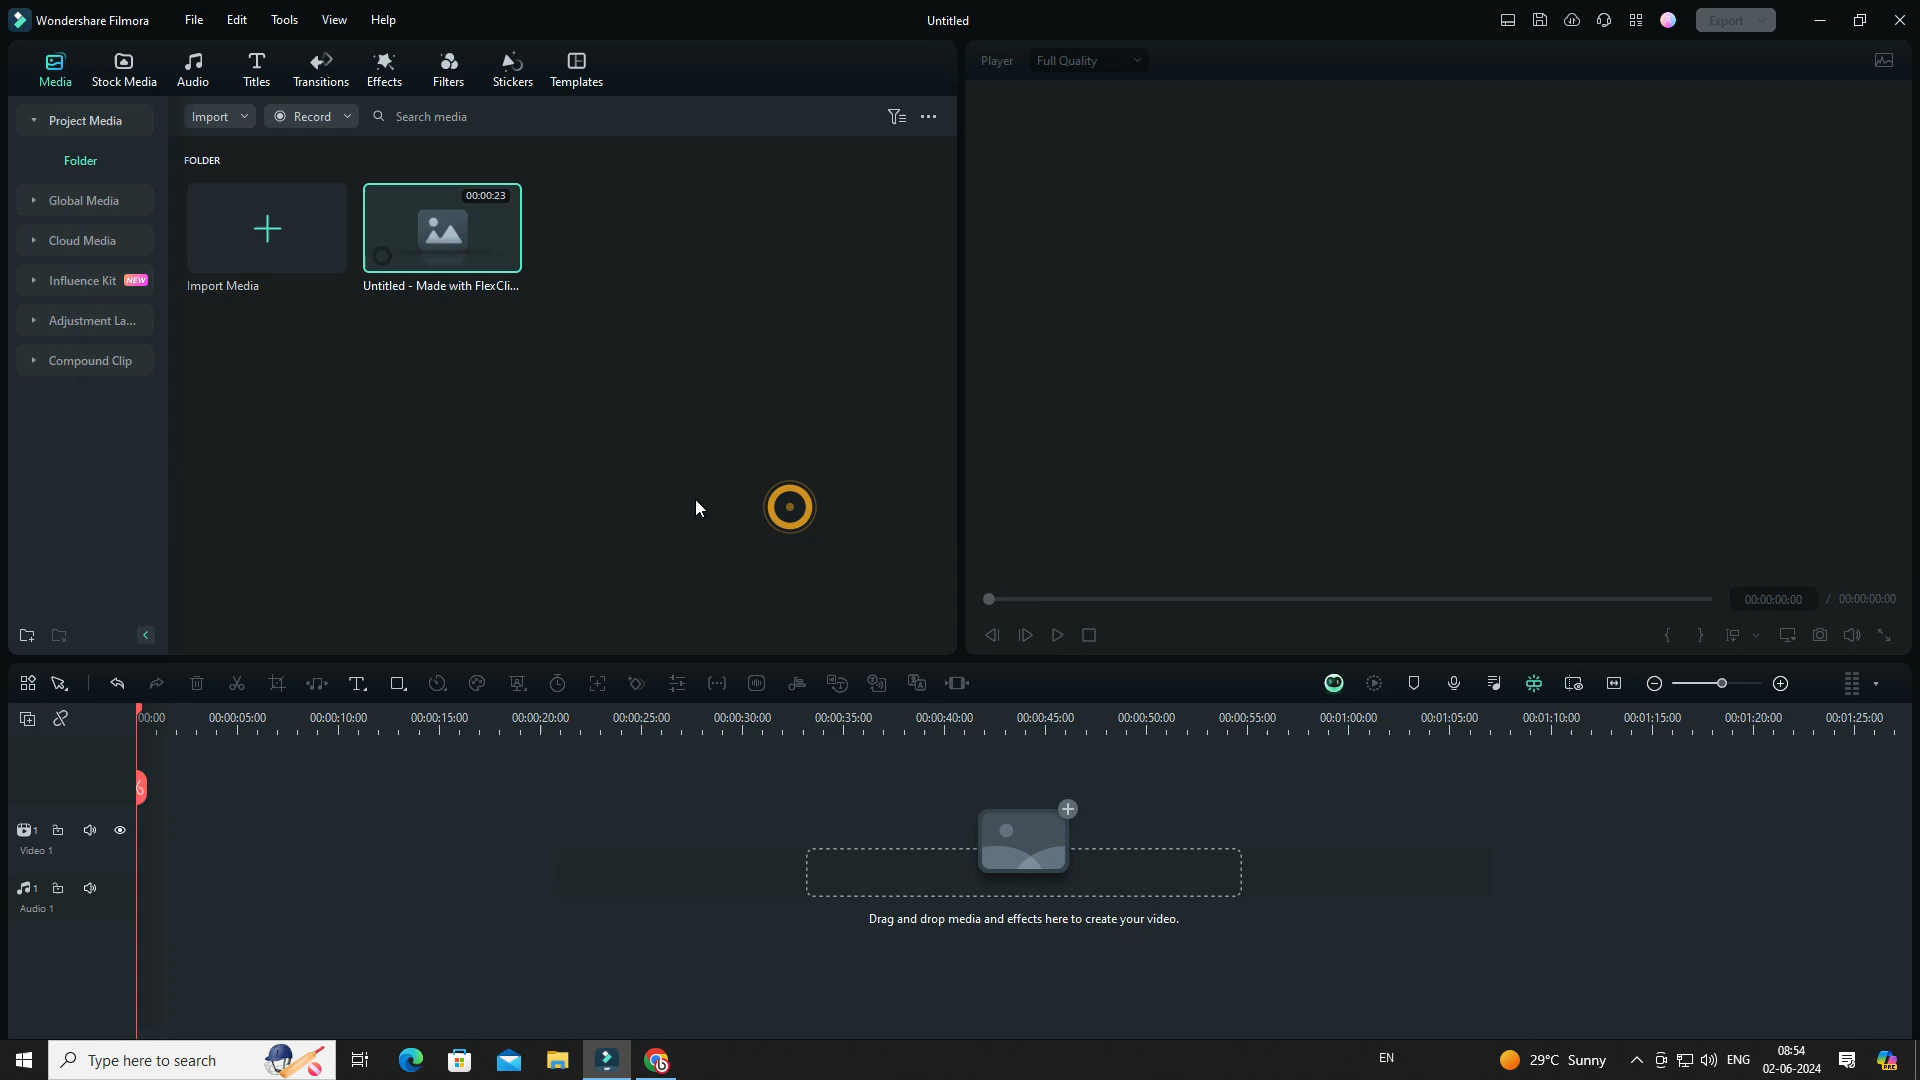 Wondershare Filmora File Edit Tools View Help Untitled Export
Media Stock Media Audio Titles Transitions Effects Filters Stickers Templates
Player Full Quality
Project Media
Folder
Global Media
Cloud Media
Influence Kit NEW
Adjustment La...
Compound Clip
Import Record Search media
FOLDER
00:00:23
Import Media Untitled - Made with FlexCli...
00:00:00:00 / 00:00:00:00
00:00 00:00:05:00 00:00:10:00 00:00:15:00 00:00:20:00 00:00:25:00 00:00:30:00 00:00:35:00 00:00:40:00 00:00:45:00 00:00:50:00 00:00:55:00 00:01:00:00 00:01:05:00 00:01:10:00 00:01:15:00 00:01:20:00 00:01:25:00
1
Video 1
1
Audio 1
Drag and drop media and effects here to create your video.
Type here to search
EN
29°C Sunny
ENG
08:54
02-06-2024
PRE